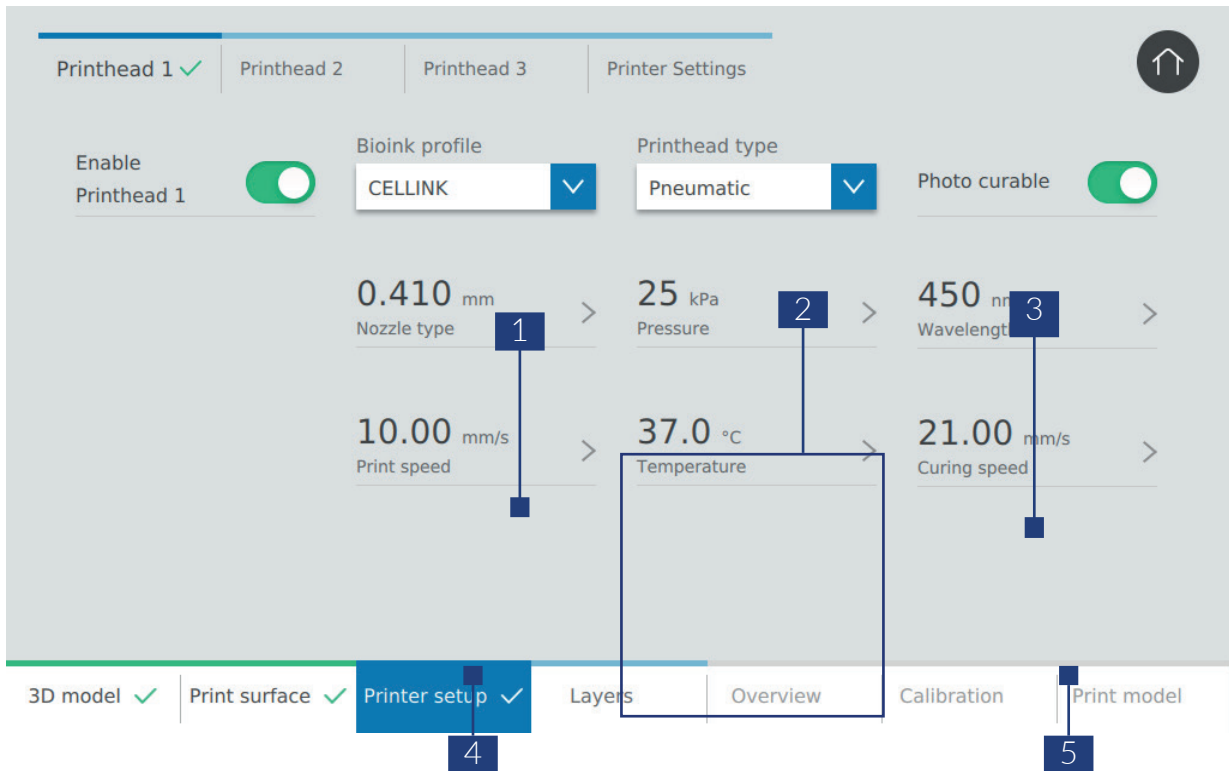 Printhead 1
Printhead 2
Printhead 3
Printer Settings
Enable
Printhead 1
Bioink profile
CELLINK
Printhead type
Pneumatic
Photo curable
0.410 mm
Nozzle type
25 kPa
Pressure
450
1
2
3
10.00 mm/s
Print speed
37.0 °C
Temperature
21.00 mm/s
Curing speed
3D model
Print surface
Printer setup
Layers
Overview
Calibration
Print model
4
5